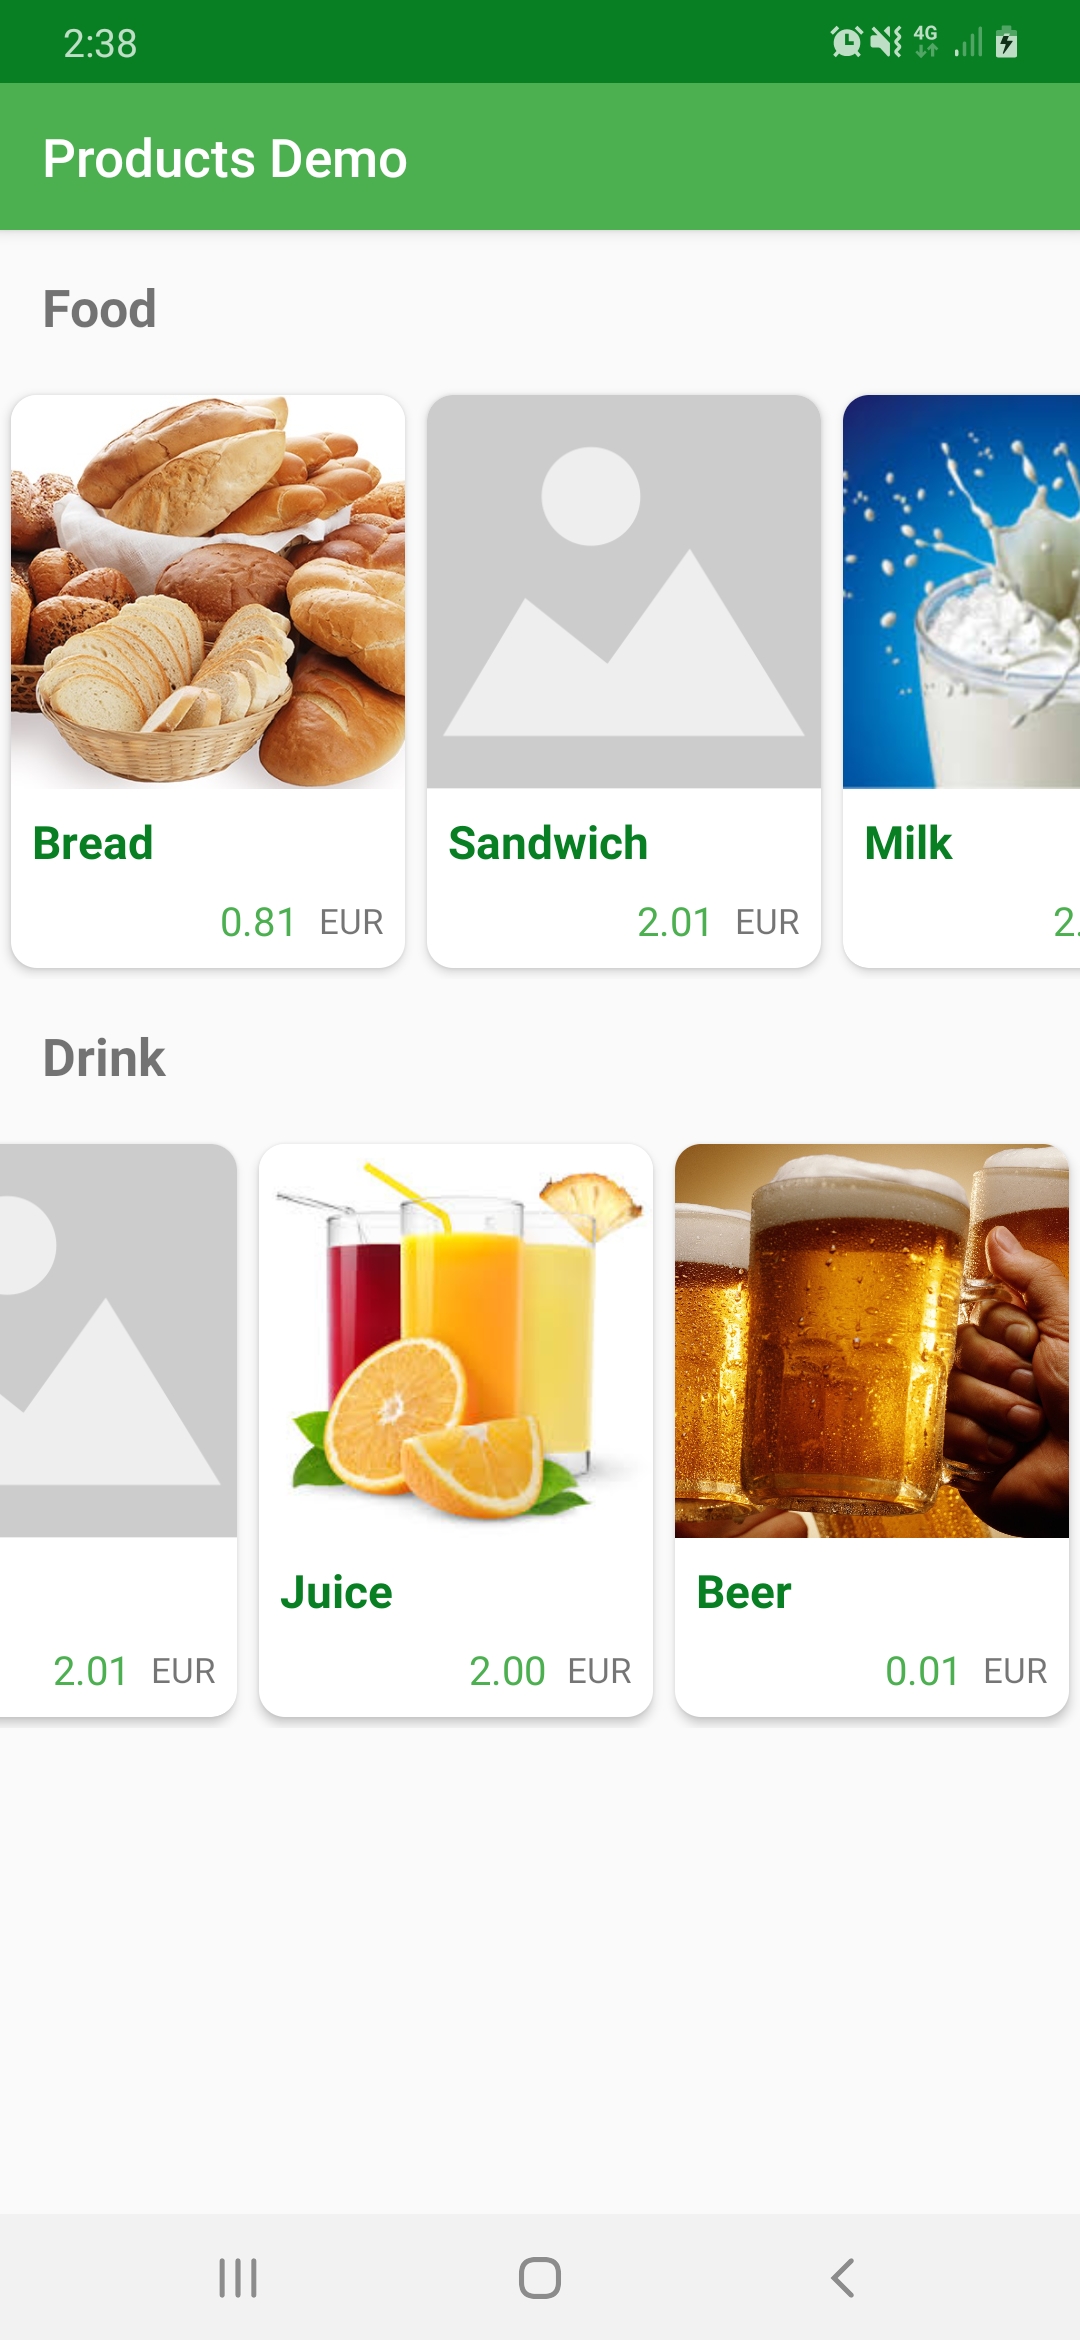 2:38
4G
Products Demo
Food
Bread
0.81 EUR
Sandwich
2.01 EUR
Milk
2.
Drink
2.01 EUR
Juice
2.00 EUR
Beer
0.01 EUR